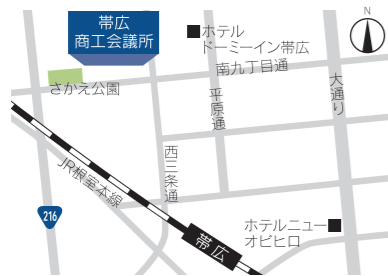 帯広
商工会議所
ホテル
ドーミーイン帯広
N
南九丁目通
さかえ公園
平原通
大通り
西三条通
JR根室本線
216
帯広
ホテルニュー
オビヒロ